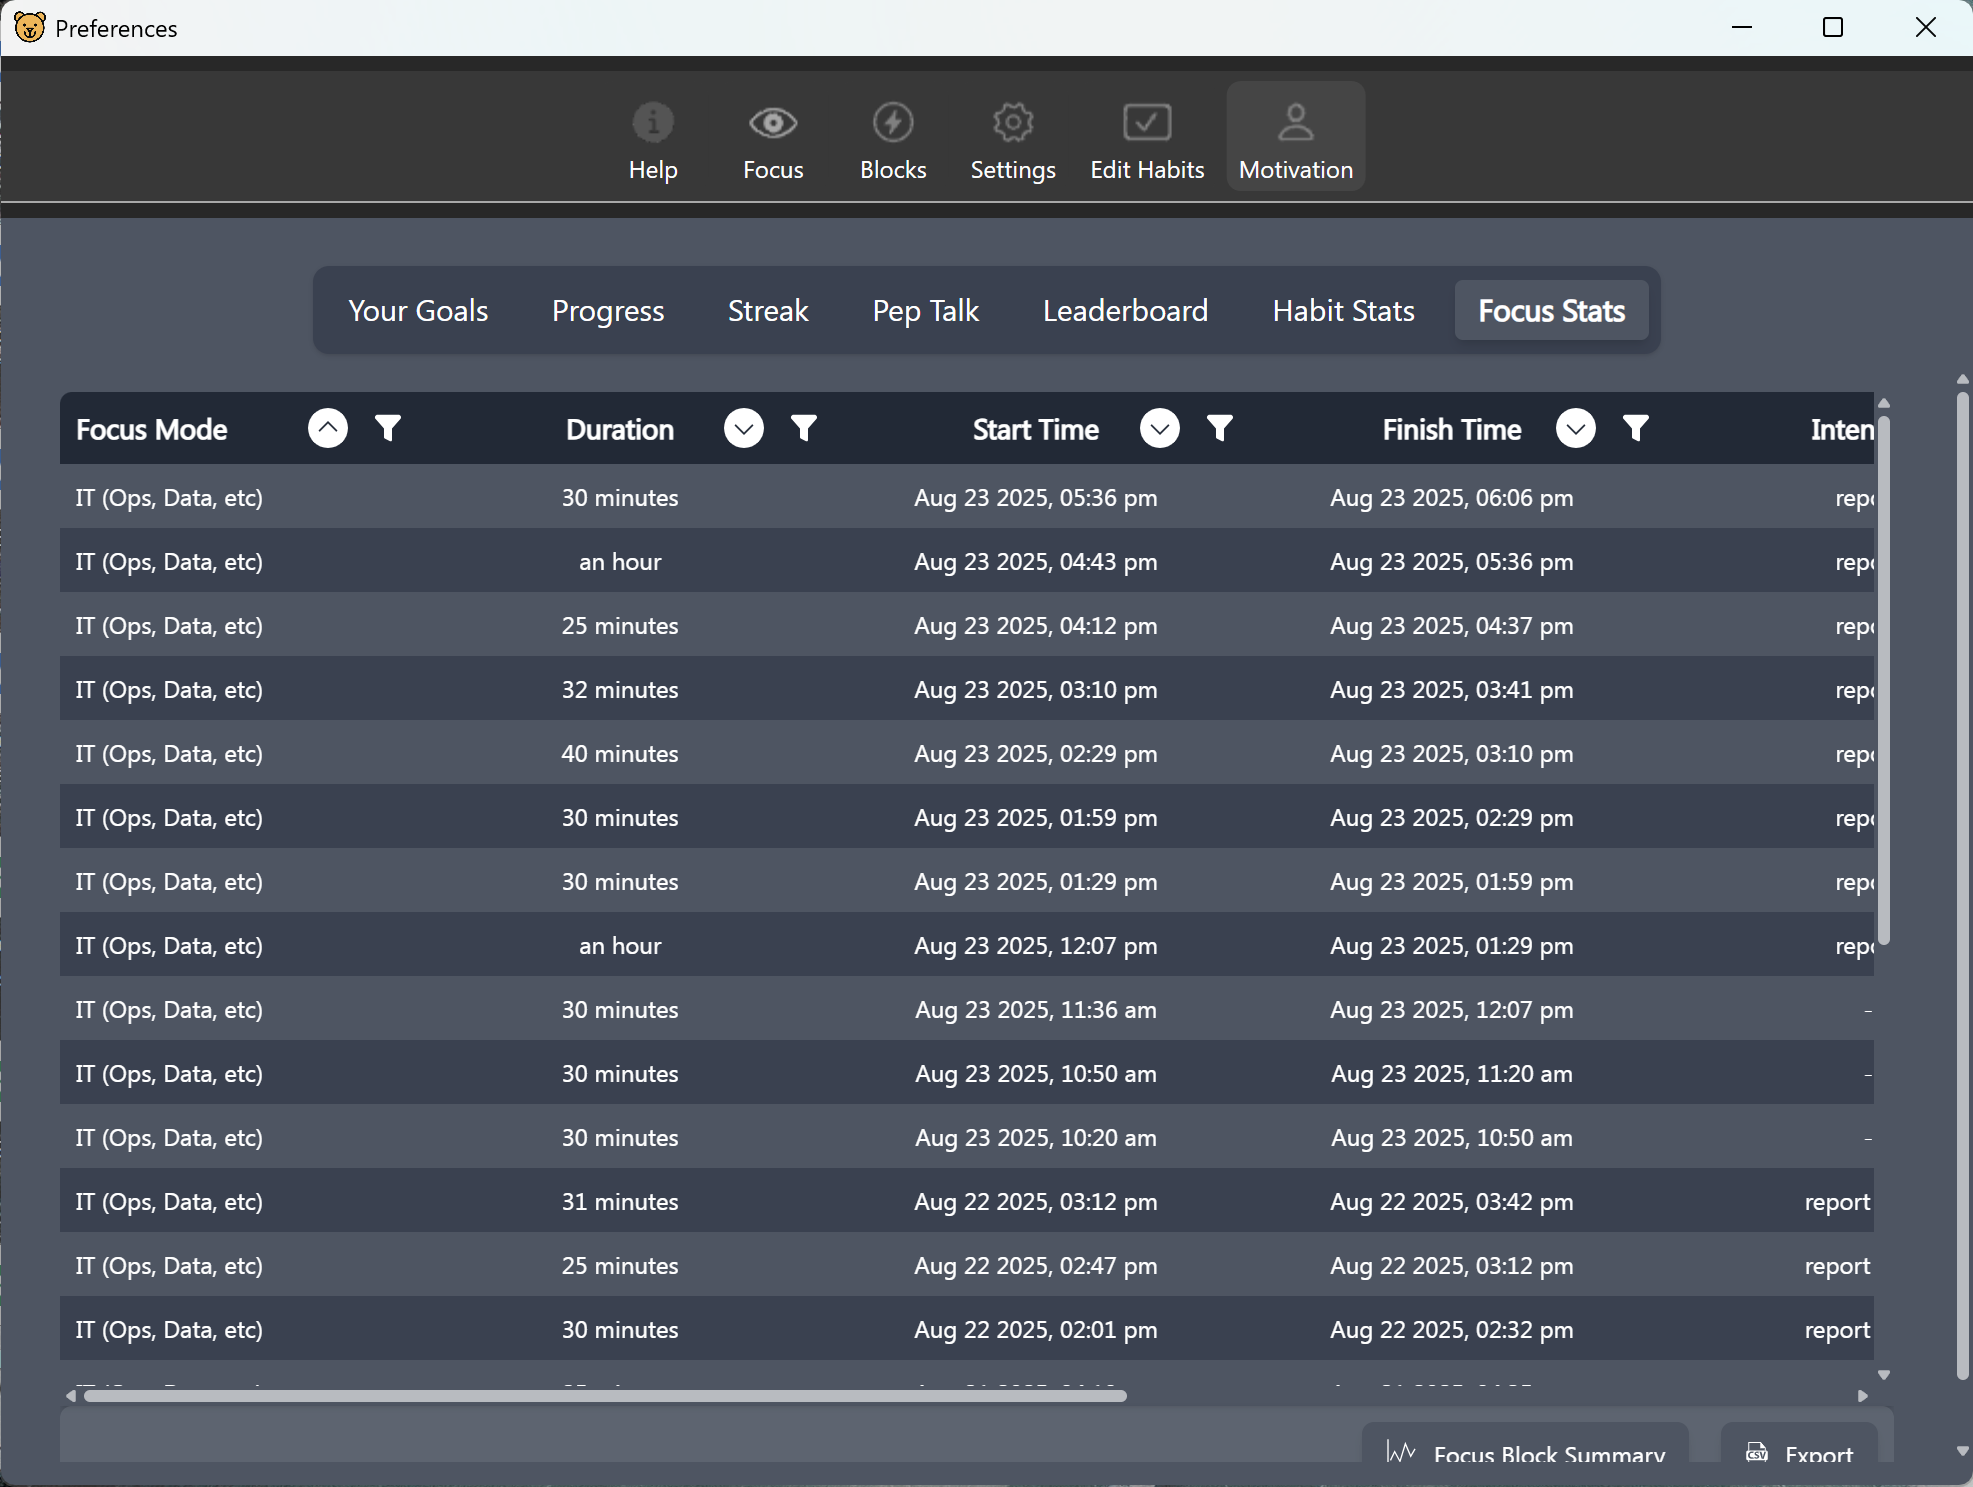 Preferences
Help Focus Blocks Settings Edit Habits Motivation
Your Goals Progress Streak Pep Talk Leaderboard Habit Stats Focus Stats
Focus Mode Duration Start Time Finish Time Inten
IT (Ops, Data, etc) 30 minutes Aug 23 2025, 05:36 pm Aug 23 2025, 06:06 pm repo
IT (Ops, Data, etc) an hour Aug 23 2025, 04:43 pm Aug 23 2025, 05:36 pm repo
IT (Ops, Data, etc) 25 minutes Aug 23 2025, 04:12 pm Aug 23 2025, 04:37 pm repo
IT (Ops, Data, etc) 32 minutes Aug 23 2025, 03:10 pm Aug 23 2025, 03:41 pm repo
IT (Ops, Data, etc) 40 minutes Aug 23 2025, 02:29 pm Aug 23 2025, 03:10 pm repo
IT (Ops, Data, etc) 30 minutes Aug 23 2025, 01:59 pm Aug 23 2025, 02:29 pm repo
IT (Ops, Data, etc) 30 minutes Aug 23 2025, 01:29 pm Aug 23 2025, 01:59 pm repo
IT (Ops, Data, etc) an hour Aug 23 2025, 12:07 pm Aug 23 2025, 01:29 pm repo
IT (Ops, Data, etc) 30 minutes Aug 23 2025, 11:36 am Aug 23 2025, 12:07 pm -
IT (Ops, Data, etc) 30 minutes Aug 23 2025, 10:50 am Aug 23 2025, 11:20 am -
IT (Ops, Data, etc) 30 minutes Aug 23 2025, 10:20 am Aug 23 2025, 10:50 am -
IT (Ops, Data, etc) 31 minutes Aug 22 2025, 03:12 pm Aug 22 2025, 03:42 pm report
IT (Ops, Data, etc) 25 minutes Aug 22 2025, 02:47 pm Aug 22 2025, 03:12 pm report
IT (Ops, Data, etc) 30 minutes Aug 22 2025, 02:01 pm Aug 22 2025, 02:32 pm report
Focus Block Summary CSV Export